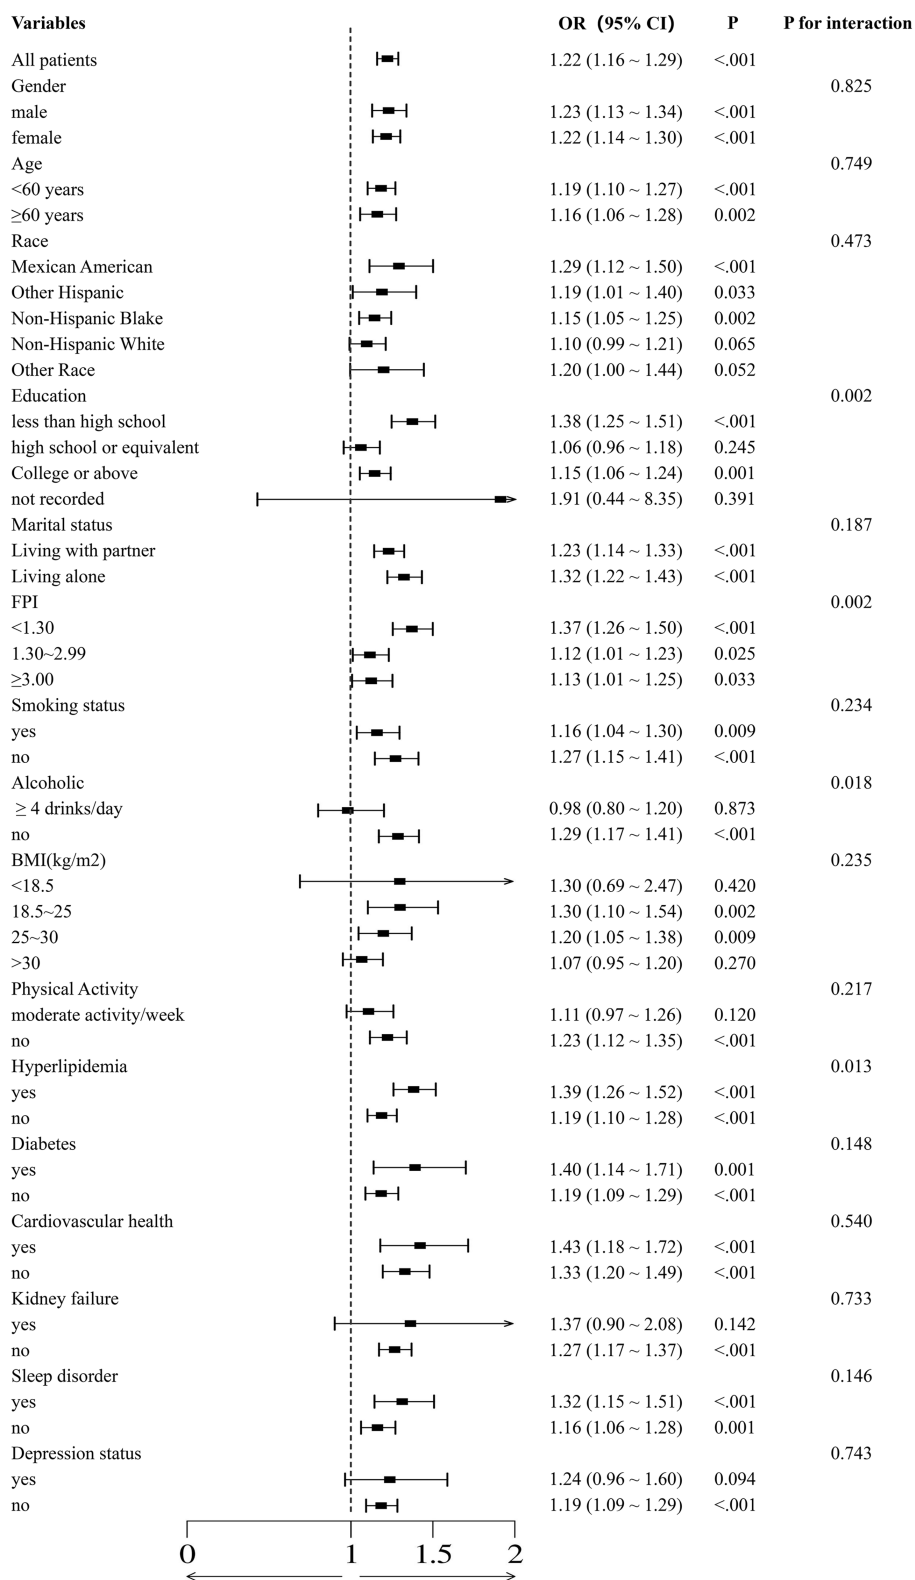 Variables OR (95% CI) P P for interaction
All patients 1.22 (1.16 ~ 1.29) <.001
Gender 0.825
male 1.23 (1.13 ~ 1.34) <.001
female 1.22 (1.14 ~ 1.30) <.001
Age 0.749
<60 years 1.19 (1.10 ~ 1.27) <.001
≥60 years 1.16 (1.06 ~ 1.28) 0.002
Race 0.473
Mexican American 1.29 (1.12 ~ 1.50) <.001
Other Hispanic 1.19 (1.01 ~ 1.40) 0.033
Non-Hispanic Blake 1.15 (1.05 ~ 1.25) 0.002
Non-Hispanic White 1.10 (0.99 ~ 1.21) 0.065
Other Race 1.20 (1.00 ~ 1.44) 0.052
Education 0.002
less than high school 1.38 (1.25 ~ 1.51) <.001
high school or equivalent 1.06 (0.96 ~ 1.18) 0.245
College or above 1.15 (1.06 ~ 1.24) 0.001
not recorded 1.91 (0.44 ~ 8.35) 0.391
Marital status 0.187
Living with partner 1.23 (1.14 ~ 1.33) <.001
Living alone 1.32 (1.22 ~ 1.43) <.001
FPI 0.002
<1.30 1.37 (1.26 ~ 1.50) <.001
1.30~2.99 1.12 (1.01 ~ 1.23) 0.025
≥3.00 1.13 (1.01 ~ 1.25) 0.033
Smoking status 0.234
yes 1.16 (1.04 ~ 1.30) 0.009
no 1.27 (1.15 ~ 1.41) <.001
Alcoholic 0.018
≥ 4 drinks/day 0.98 (0.80 ~ 1.20) 0.873
no 1.29 (1.17 ~ 1.41) <.001
BMI(kg/m2) 0.235
<18.5 1.30 (0.69 ~ 2.47) 0.420
18.5~25 1.30 (1.10 ~ 1.54) 0.002
25~30 1.20 (1.05 ~ 1.38) 0.009
>30 1.07 (0.95 ~ 1.20) 0.270
Physical Activity 0.217
moderate activity/week 1.11 (0.97 ~ 1.26) 0.120
no 1.23 (1.12 ~ 1.35) <.001
Hyperlipidemia 0.013
yes 1.39 (1.26 ~ 1.52) <.001
no 1.19 (1.10 ~ 1.28) <.001
Diabetes 0.148
yes 1.40 (1.14 ~ 1.71) 0.001
no 1.19 (1.09 ~ 1.29) <.001
Cardiovascular health 0.540
yes 1.43 (1.18 ~ 1.72) <.001
no 1.33 (1.20 ~ 1.49) <.001
Kidney failure 0.733
yes 1.37 (0.90 ~ 2.08) 0.142
no 1.27 (1.17 ~ 1.37) <.001
Sleep disorder 0.146
yes 1.32 (1.15 ~ 1.51) <.001
no 1.16 (1.06 ~ 1.28) 0.001
Depression status 0.743
yes 1.24 (0.96 ~ 1.60) 0.094
no 1.19 (1.09 ~ 1.29) <.001
0 1 1.5 2